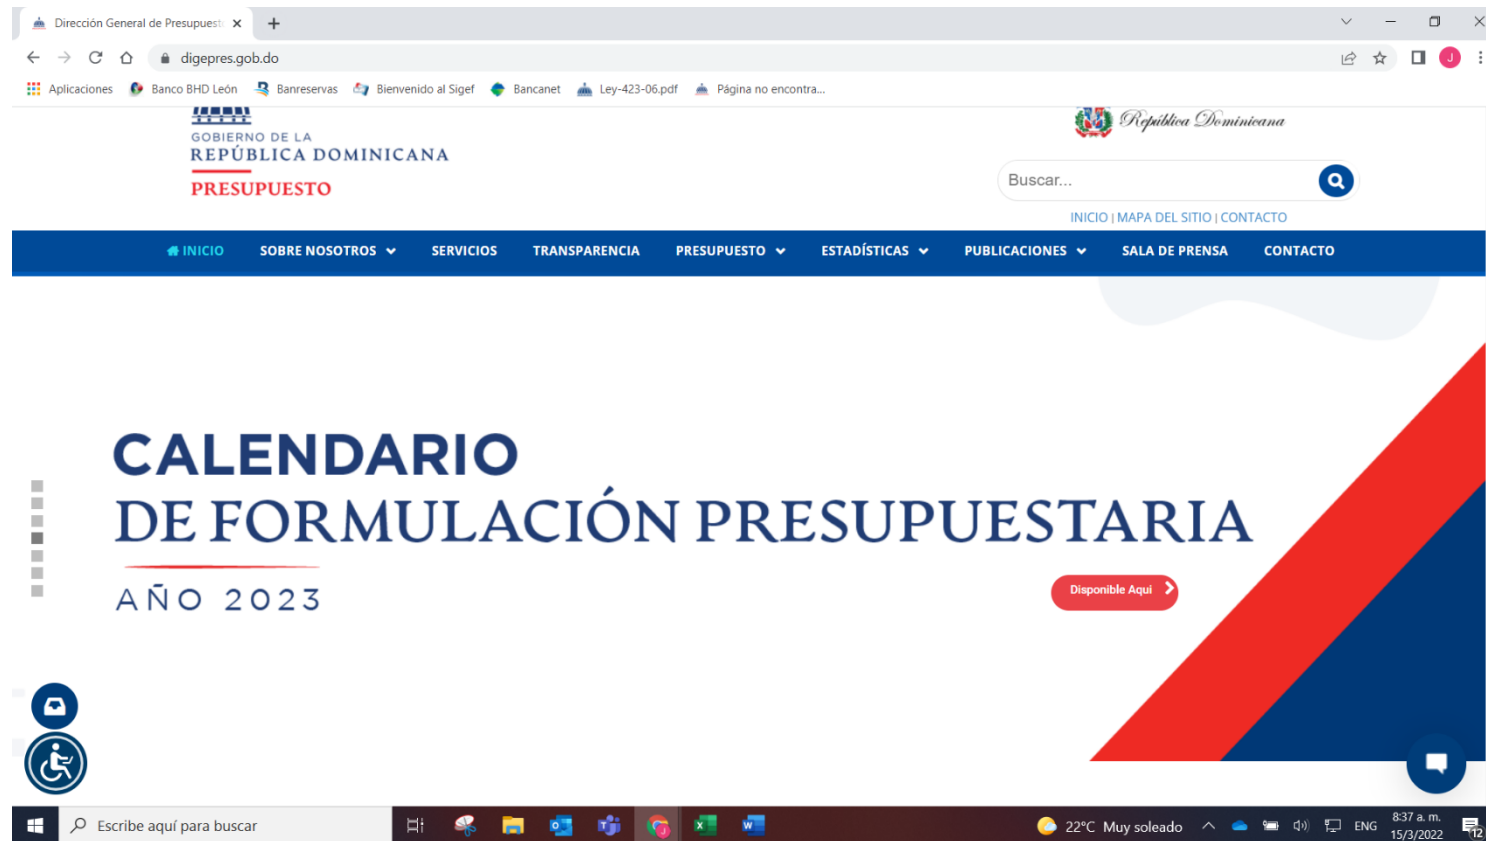 Dirección General de Presupuest
digepres.gob.do
Aplicaciones Banco BHD León Banreservas Bienvenido al Sigef Bancanet Ley-423-06.pdf Página no encontra...
GOBIERNO DE LA
REPÚBLICA DOMINICANA
PRESUPUESTO
República Dominicana
Buscar...
INICIO | MAPA DEL SITIO | CONTACTO
INICIO SOBRE NOSOTROS SERVICIOS TRANSPARENCIA PRESUPUESTO ESTADÍSTICAS PUBLICACIONES SALA DE PRENSA CONTACTO
CALENDARIO
DE FORMULACIÓN PRESUPUESTARIA
AÑO 2023
Disponible Aqui
Escribe aquí para buscar
22°C Muy soleado
ENG
8:37 a. m.
15/3/2022
12
J